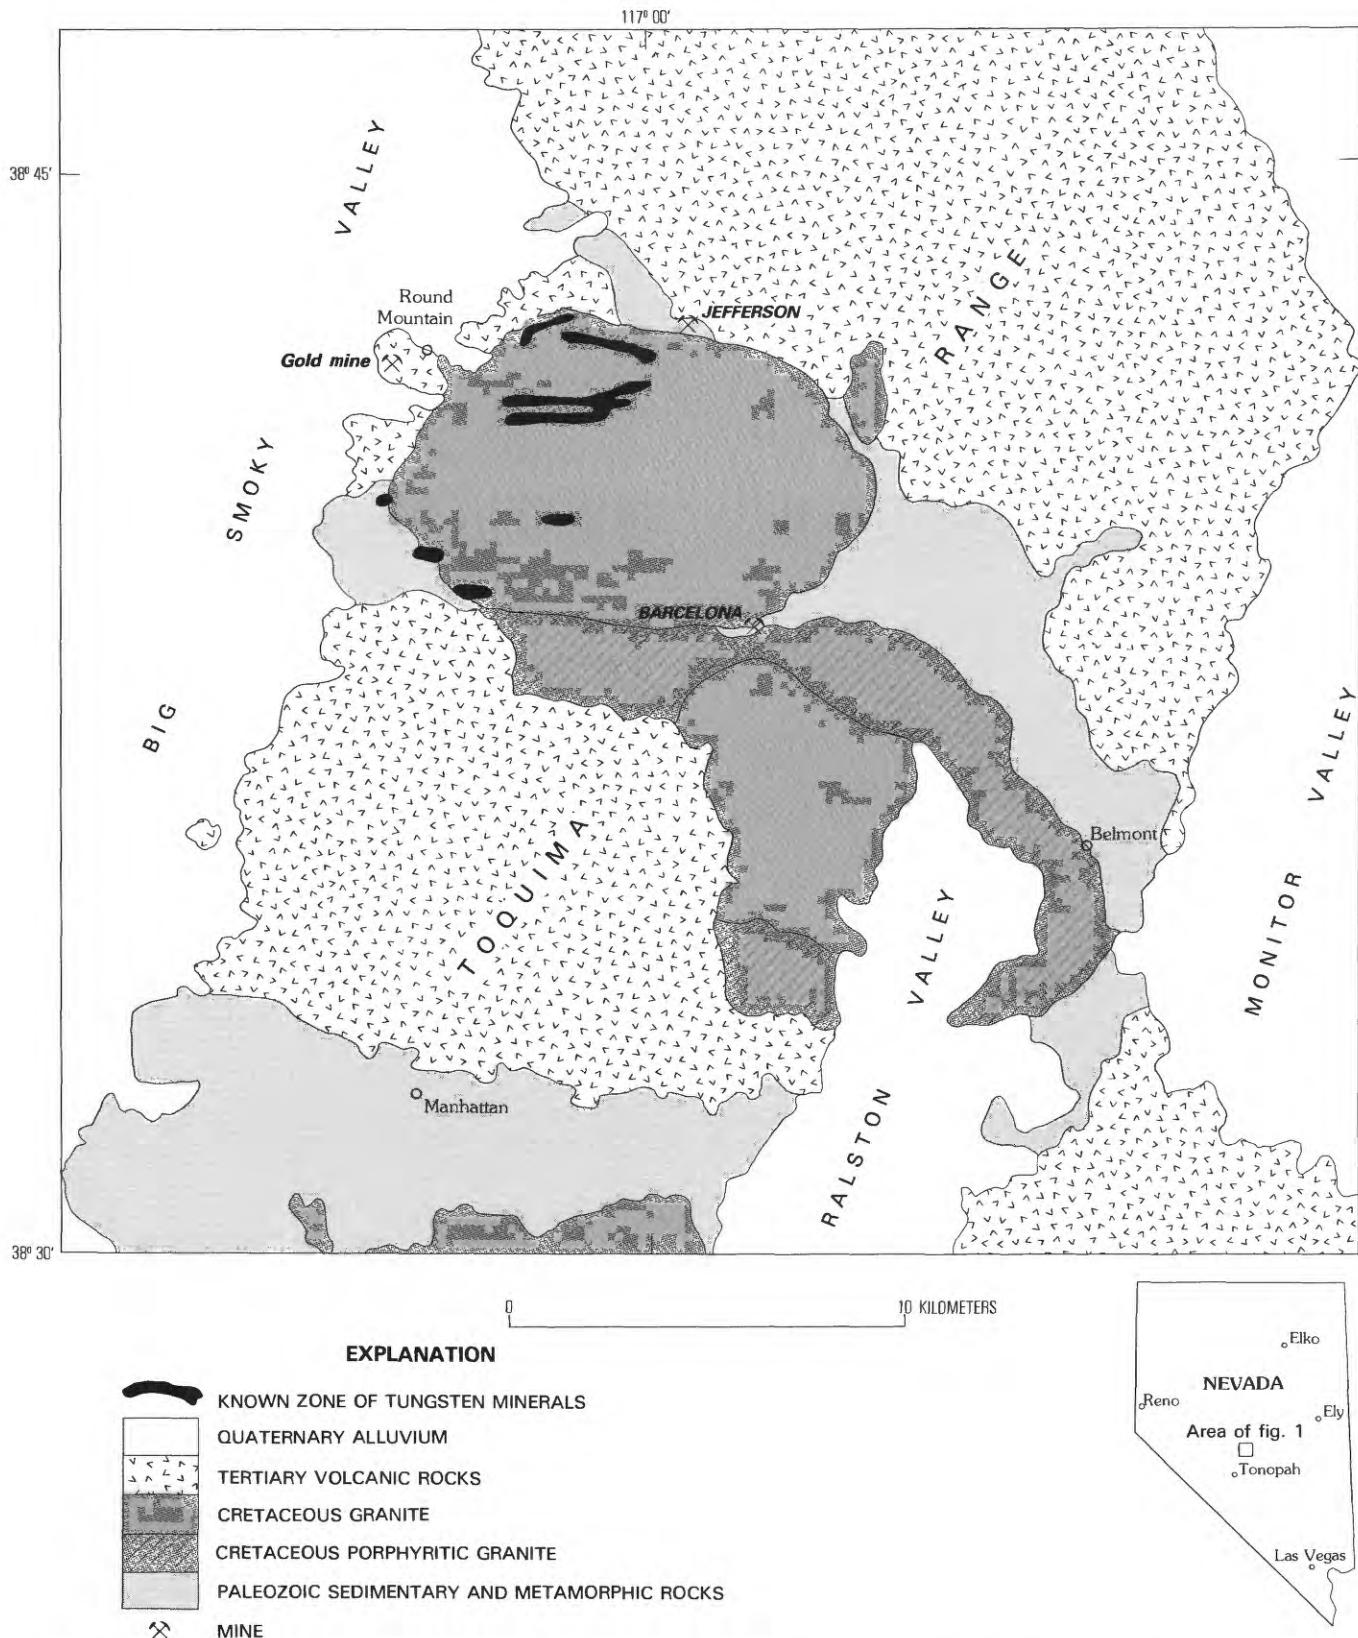 117° 00'
38° 45'
VALLEY
RANGE
Round
Mountain
JEFFERSON
Gold mine
SMOKY
BARCELONA
BIG
VALLEY
Belmont
TOQUIMA
VALLEY
MONITOR
Manhattan
RALSTON
38° 30'
0 10 KILOMETERS
EXPLANATION
KNOWN ZONE OF TUNGSTEN MINERALS
QUATERNARY ALLUVIUM
TERTIARY VOLCANIC ROCKS
CRETACEOUS GRANITE
CRETACEOUS PORPHYRITIC GRANITE
PALEOZOIC SEDIMENTARY AND METAMORPHIC ROCKS
MINE
Elko
NEVADA
Reno
Ely
Area of fig. 1
Tonopah
Las Vegas